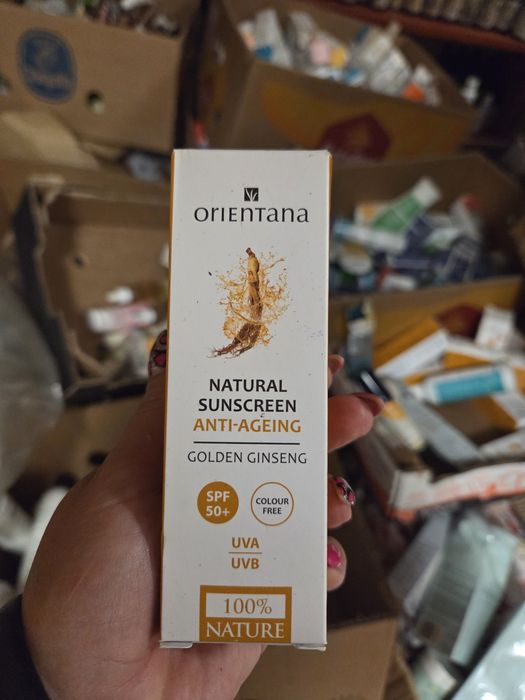 orientana
NATURAL
SUNSCREEN
ANTI-AGEING
GOLDEN GINSENG
SPF
50+
COLOUR
FREE
UVA
UVB
100%
NATURE